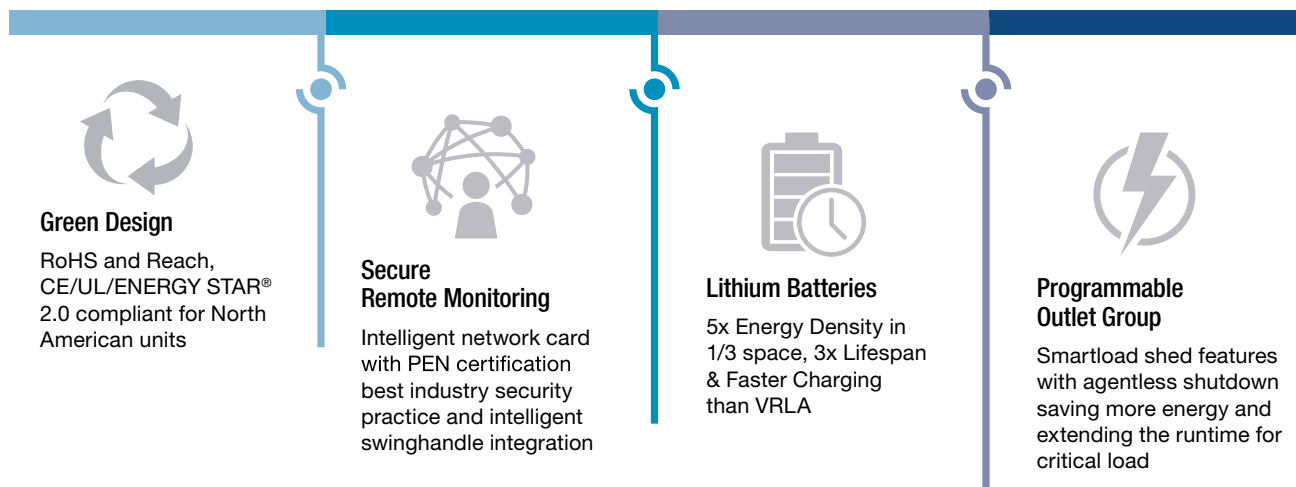 Green Design
RoHS and Reach,
CE/UL/ENERGY STAR®
2.0 compliant for North
American units
Secure
Remote Monitoring
Intelligent network card
with PEN certification
best industry security
practice and intelligent
swinghandle integration
Lithium Batteries
5x Energy Density in
1/3 space, 3x Lifespan
& Faster Charging
than VRLA
Programmable
Outlet Group
Smartload shed features
with agentless shutdown
saving more energy and
extending the runtime for
critical load